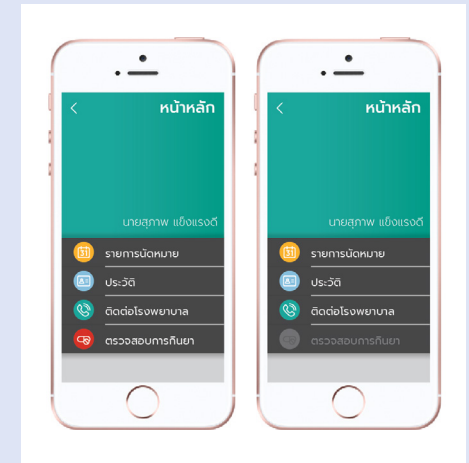 หน้าหลัก
นายสุภาพ แข็งแรงดี
รายการนัดหมาย
ประวัติ
ติดต่อโรงพยาบาล
ตรวจสอบการกินยา
หน้าหลัก
นายสุภาพ แข็งแรงดี
รายการนัดหมาย
ประวัติ
ติดต่อโรงพยาบาล
ตรวจสอบการกินยา